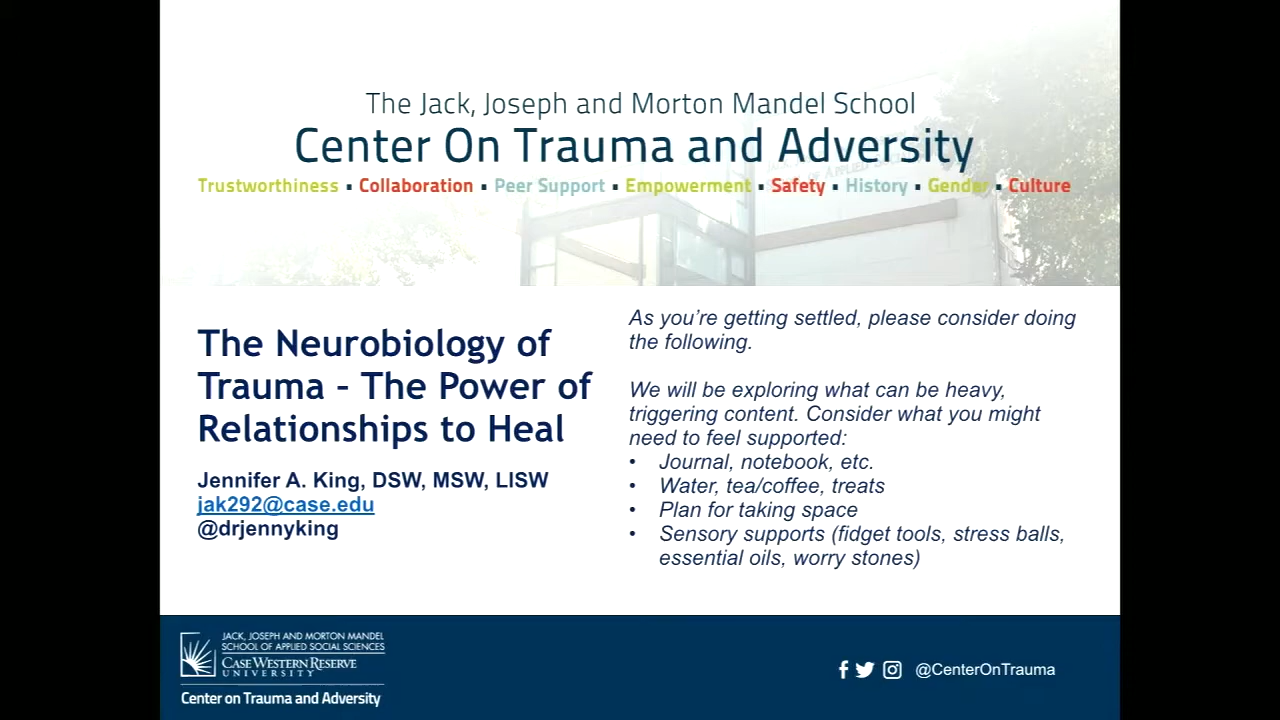 The Jack, Joseph and Morton Mandel School
Center On Trauma and Adversity
Trustworthiness ▪ Collaboration ▪ Peer Support ▪ Empowerment ▪ Safety ▪ History ▪ Gender ▪ Culture
The Neurobiology of
Trauma – The Power of
Relationships to Heal
Jennifer A. King, DSW, MSW, LISW
jak292@case.edu
@drjennyking
As you’re getting settled, please consider doing
the following.
We will be exploring what can be heavy,
triggering content. Consider what you might
need to feel supported:
• Journal, notebook, etc.
• Water, tea/coffee, treats
• Plan for taking space
• Sensory supports (fidget tools, stress balls,
essential oils, worry stones)
JACK, JOSEPH AND MORTON MANDEL
SCHOOL OF APPLIED SOCIAL SCIENCES
CASE WESTERN RESERVE
UNIVERSITY
Center on Trauma and Adversity
@CenterOnTrauma